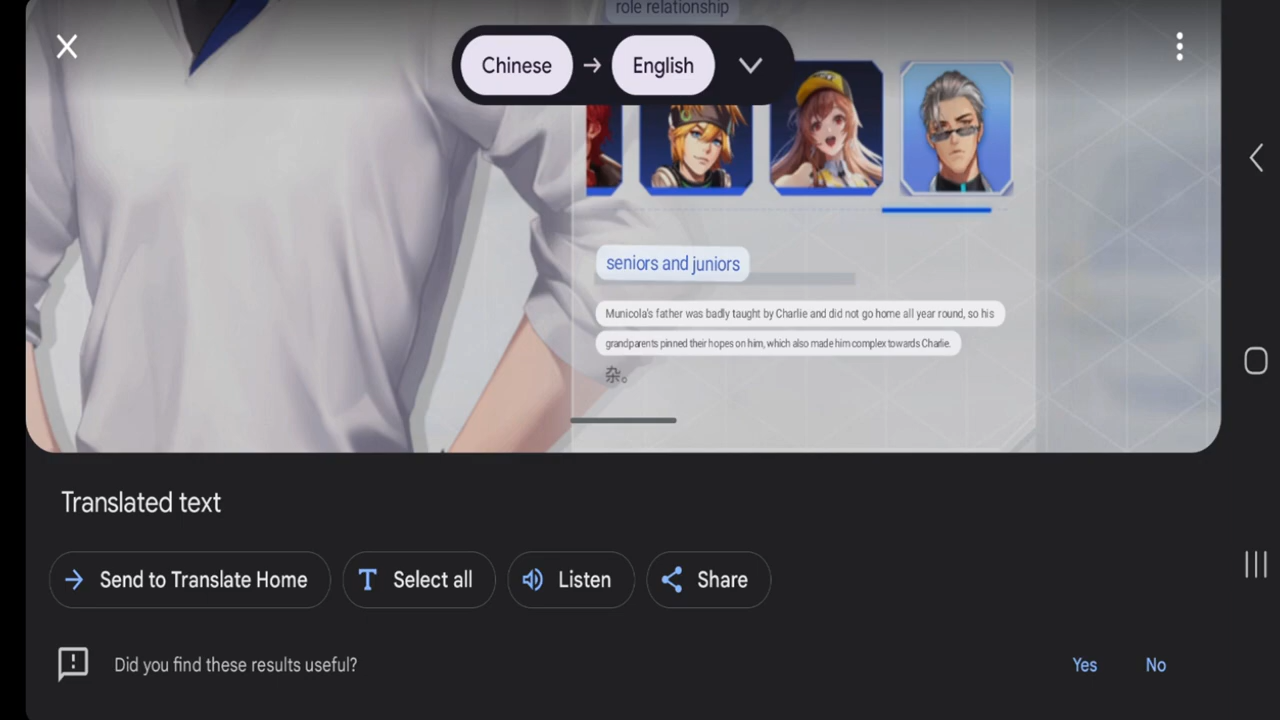 role relationship
Chinese → English
seniors and juniors
Municola's father was badly taught by Charlie and did not go home all year round, so his
grandparents pinned their hopes on him, which also made him complex towards Charlie.
杂。
Translated text
Send to Translate Home
Select all
Listen
Share
Did you find these results useful?
Yes
No